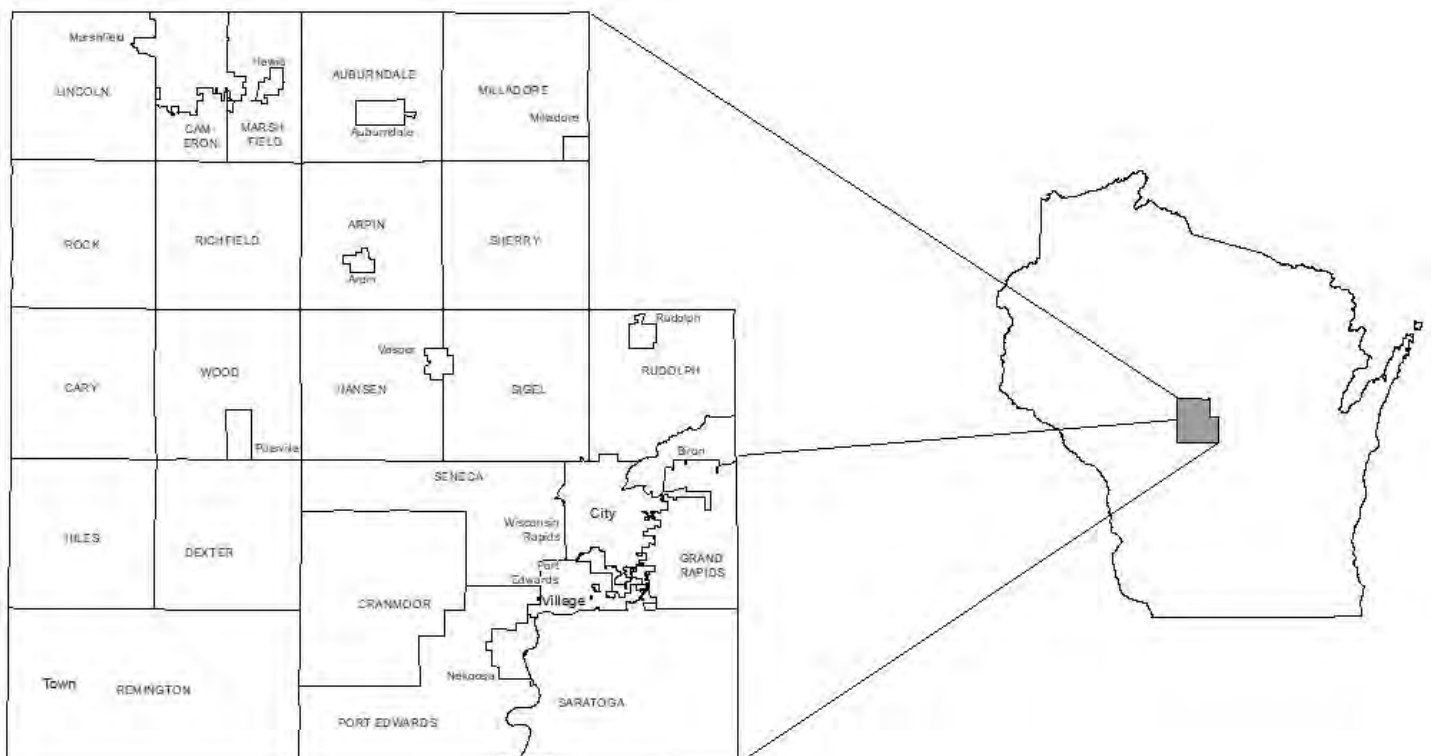 Marshfield
LINCOLN
CAM-
ERON
Hewitt
MARSH
FIELD
AUBURNDALE
Auburndale
MILLADORE
Milladore
ROCK
RICHFIELD
ARPIN
Arpin
SHERRY
CARY
WOOD
Pittsville
Vesper
HANSEN
SIGEL
Rudolph
RUDOLPH
HILES
DEXTER
SENECA
Biron
City
Wisconsin
Rapids
Port
Edwards
Village
GRAND
RAPIDS
CRANMOOR
Nekoosa
Town
REMINGTON
PORT EDWARDS
SARATOGA